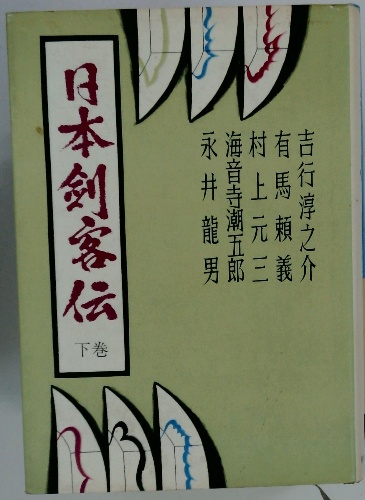 日本剣客伝
下巻
吉行淳之介
有馬頼義
村上元三
海音寺潮五郎
永井龍男